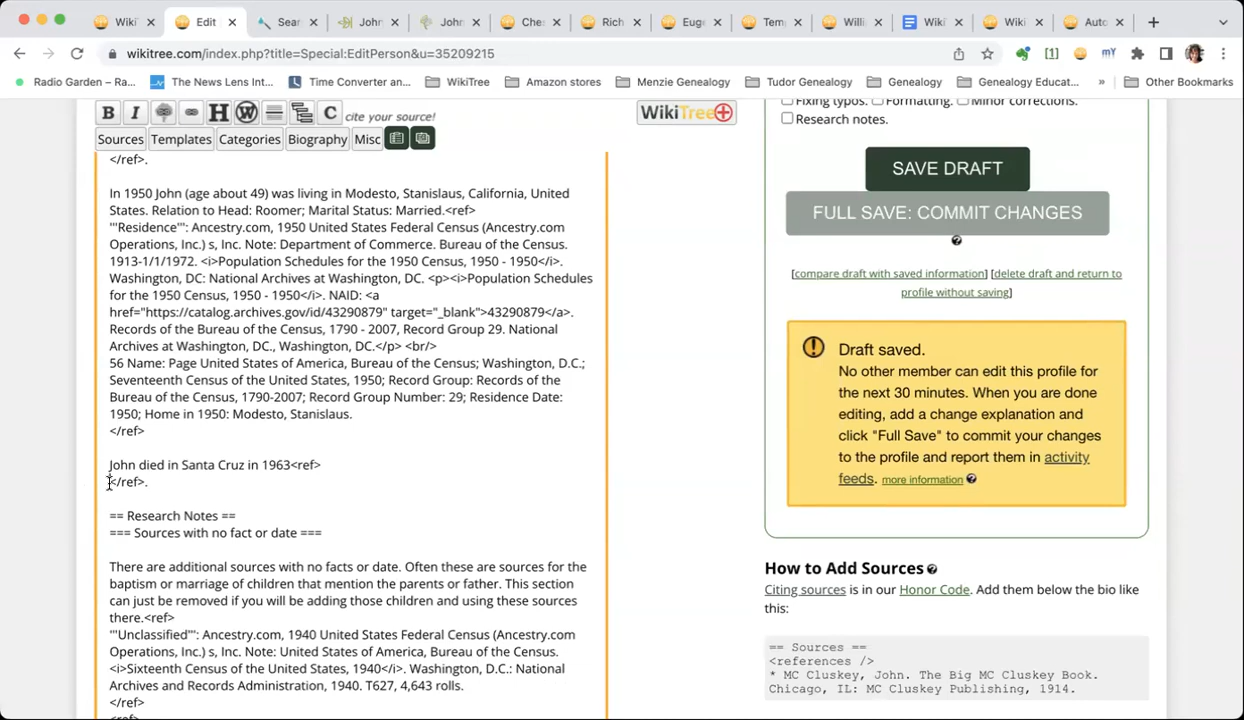 WikiT
Edit
Sear
John
John
Ches
Rich
Eug
Tem
Willi
Wiki
Wiki
Auto
wikitree.com/index.php?title=Special:EditPerson&u=35209215
Radio Garden – Ra...
The News Lens Int...
Time Converter an...
WikiTree
Amazon stores
Menzie Genealogy
Tudor Genealogy
Genealogy
Genealogy Educat...
»
Other Bookmarks
B I H W C cite your source!
WikiTree+
Sources Templates Categories Biography Misc
</ref>.
In 1950 John (age about 49) was living in Modesto, Stanislaus, California, United
States. Relation to Head: Roomer; Marital Status: Married.<ref>
'''Residence''': Ancestry.com, 1950 United States Federal Census (Ancestry.com
Operations, Inc.) s, Inc. Note: Department of Commerce. Bureau of the Census.
1913-1/1/1972. <i>Population Schedules for the 1950 Census, 1950 - 1950</i>.
Washington, DC: National Archives at Washington, DC. <p><i>Population Schedules
for the 1950 Census, 1950 - 1950</i>. NAID: <a
href="https://catalog.archives.gov/id/43290879" target="_blank">43290879</a>.
Records of the Bureau of the Census, 1790 - 2007, Record Group 29. National
Archives at Washington, DC., Washington, DC.</p> <br/>
56 Name: Page United States of America, Bureau of the Census; Washington, D.C.;
Seventeenth Census of the United States, 1950; Record Group: Records of the
Bureau of the Census, 1790-2007; Record Group Number: 29; Residence Date:
1950; Home in 1950: Modesto, Stanislaus.
</ref>
John died in Santa Cruz in 1963<ref>
</ref>.
== Research Notes ==
=== Sources with no fact or date ===
There are additional sources with no facts or date. Often these are sources for the
baptism or marriage of children that mention the parents or father. This section
can just be removed if you will be adding those children and using these sources
there.<ref>
'''Unclassified''': Ancestry.com, 1940 United States Federal Census (Ancestry.com
Operations, Inc.) s, Inc. Note: United States of America, Bureau of the Census.
<i>Sixteenth Census of the United States, 1940</i>. Washington, D.C.: National
Archives and Records Administration, 1940. T627, 4,643 rolls.
</ref>
<ref>
Fixing typos. Formatting. Minor corrections.
Research notes.
SAVE DRAFT
FULL SAVE: COMMIT CHANGES
[compare draft with saved information] [delete draft and return to
profile without saving]
Draft saved.
No other member can edit this profile for
the next 30 minutes. When you are done
editing, add a change explanation and
click "Full Save" to commit your changes
to the profile and report them in activity
feeds. more information
How to Add Sources
Citing sources is in our Honor Code. Add them below the bio like
this:
== Sources ==
<references />
* MC Cluskey, John. The Big MC Cluskey Book.
Chicago, IL: MC Cluskey Publishing, 1914.